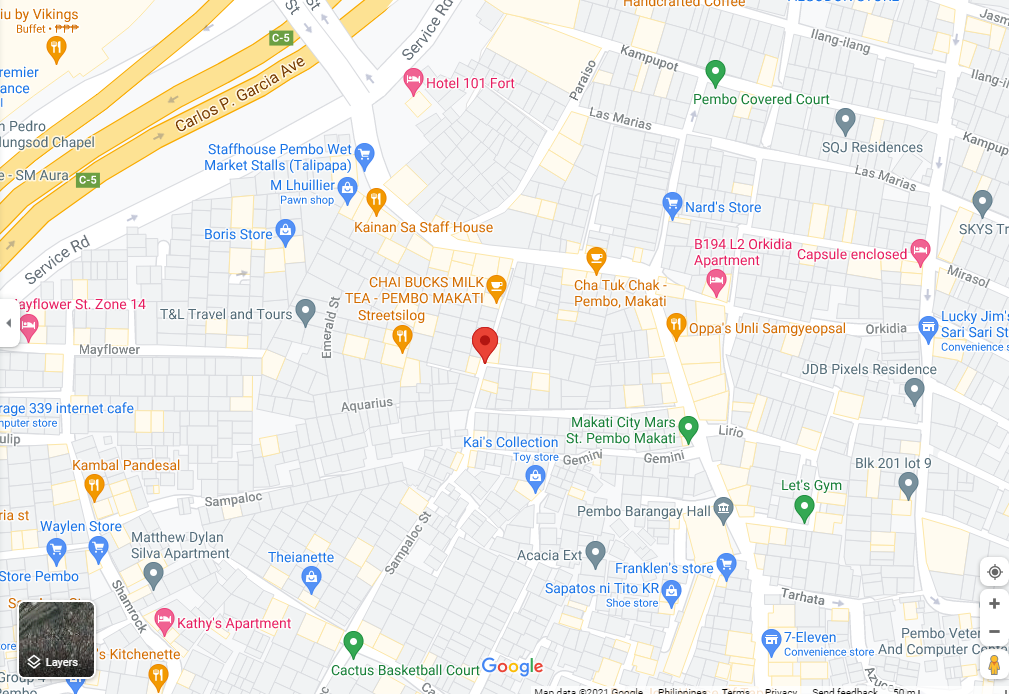 iu by Vikings
Buffet •
St
St
C-5
Service Rd
Handcrafted Coffee
Jasm
Ilang-ilang
Ilang-
Kampupot
Paraiso
remier
ance
Hotel 101 Fort
Pembo Covered Court
Carlos P. Garcia Ave
Las Marias
n Pedro
lungsod Chapel
Staffhouse Pembo Wet
Market Stalls (Talipapa)
SQJ Residences
Kampu
e - SM Aura
C-5
M Lhuillier
Pawn shop
Las Marias
Nard's Store
Kainan Sa Staff House
Boris Store
SKYS Tr
Service Rd
B194 L2 Orkidia
Apartment
Capsule enclosed
Mirasol
CHAI BUCKS MILK
TEA - PEMBO MAKATI
Cha Tuk Chak -
Pembo, Makati
ayflower St. Zone 14
T&L Travel and Tours
Emerald St
Streetsilog
Oppa's Unli Samgyeopsal
Orkidia
Lucky Jim's
Sari Sari St
Convenience s
Mayflower
JDB Pixels Residence
rage 339 internet cafe
mputer store
Aquarius
Makati City Mars
St. Pembo Makati
Lirio
ulip
Kai's Collection
Toy store
Gemini
Gemini
Kambal Pandesal
Blk 201 lot 9
Sampaloc
Let's Gym
ria st
Pembo Barangay Hall
Waylen Store
Matthew Dylan
Silva Apartment
Sampaloc St
Theianette
Acacia Ext
Franklen's store
Store Pembo
Sapatos ni Tito KR
Shoe store
Shamrock
Tarhata
Layers
Kathy's Apartment
7-Eleven
Convenience store
Pembo Veter
And Computer Cente
's Kitchenette
Cactus Basketball Court
Google
Group
Pembo
Azuc
Map data ©2021 Google
Philippines
Terms
Privacy
Send feedback
50 m